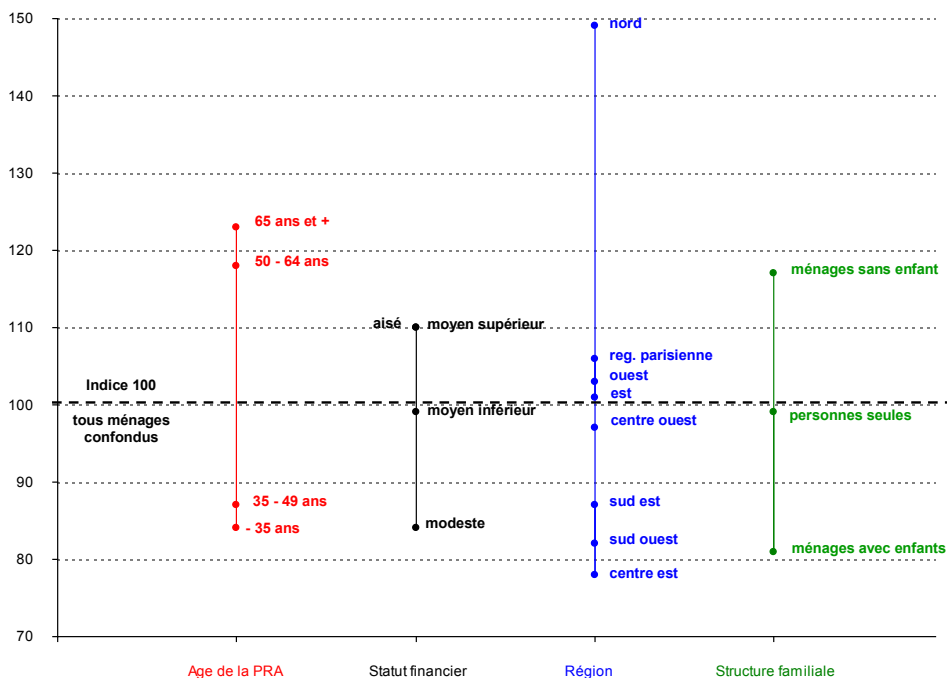 150
140
130
120
110
100
90
80
70
Indice 100
tous ménages
confondus
65 ans et +
50 - 64 ans
35 - 49 ans
- 35 ans
aisé
moyen supérieur
moyen inférieur
modeste
nord
reg. parisienne
ouest
est
centre ouest
sud est
sud ouest
centre est
ménages sans enfant
personnes seules
ménages avec enfants
Age de la PRA
Statut financier
Région
Structure familiale